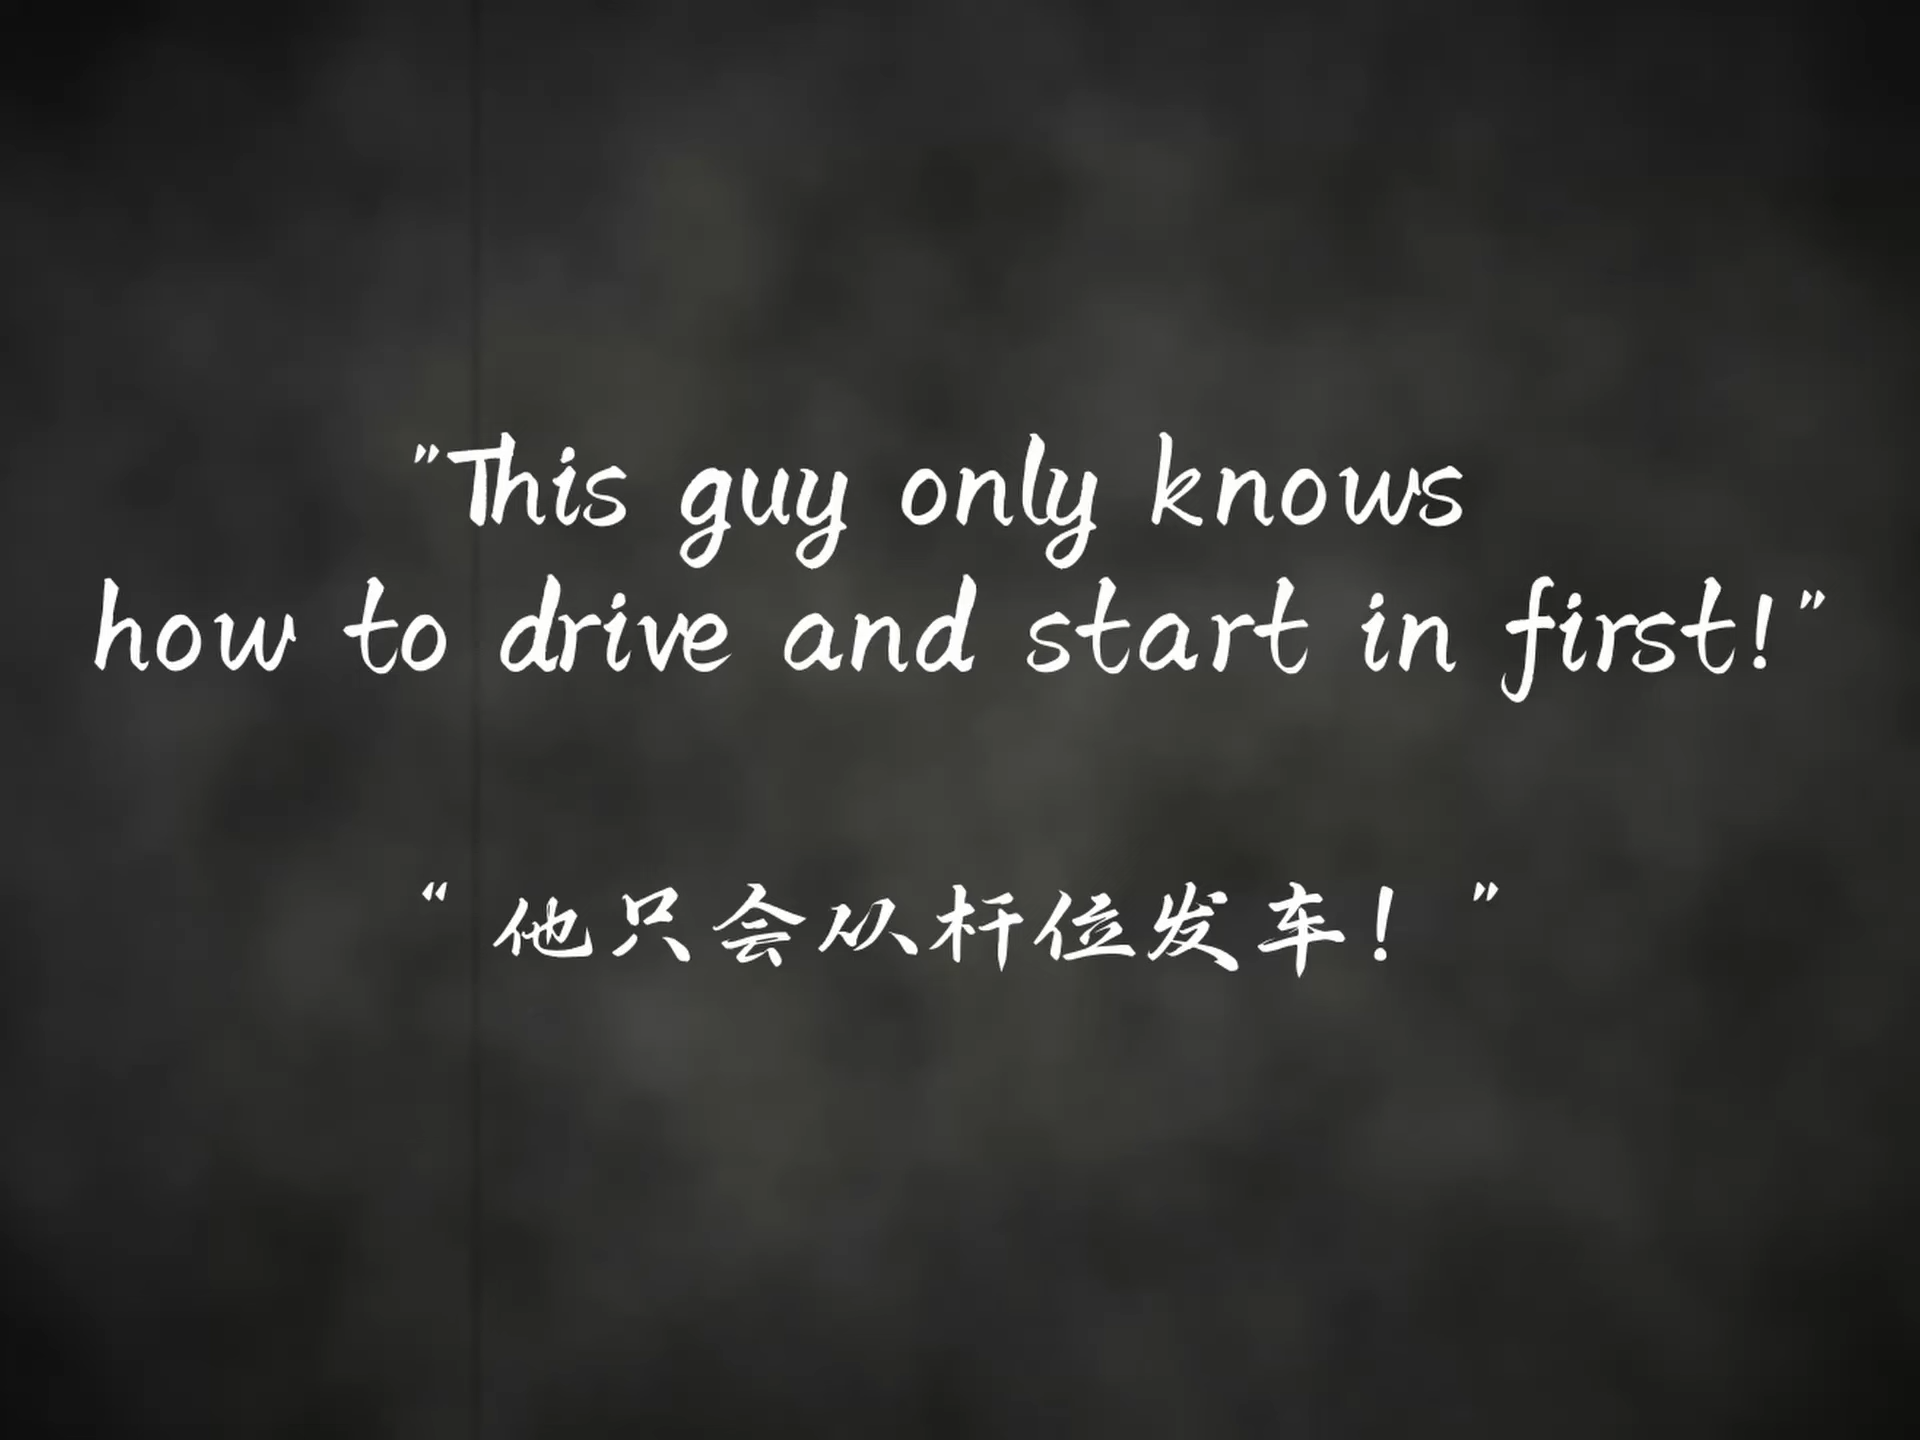 "This guy only knows
how to drive and start in first!"
“他只会从杆位发车！”